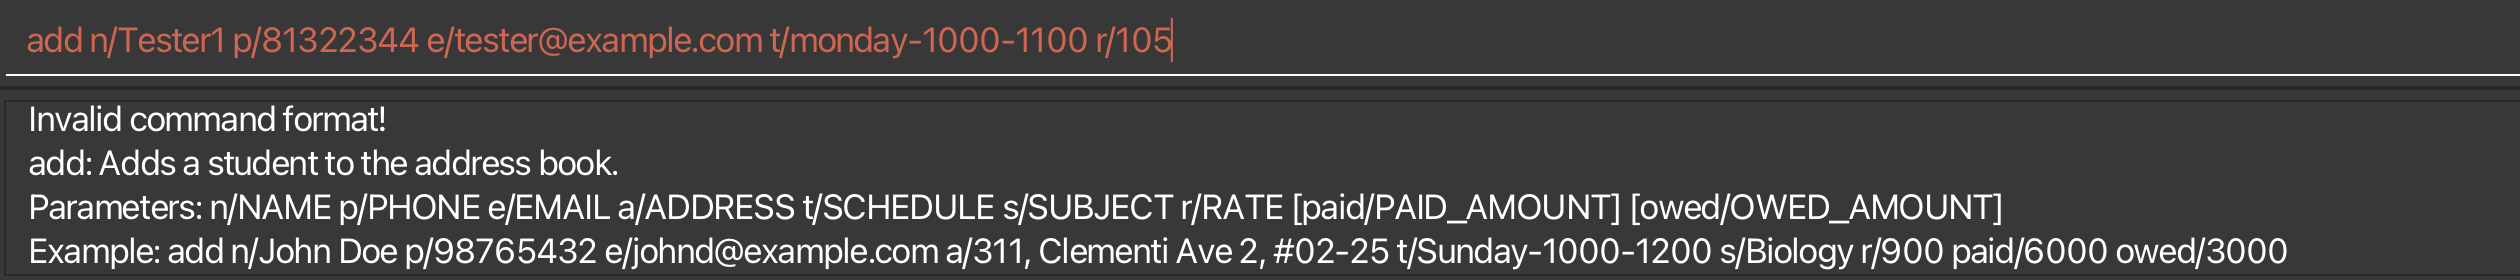 add n/Tester1 p/81322344 e/tester@example.com t/monday-1000-1100 r/105
Invalid command format!
add: Adds a student to the address book.
Parameters: n/NAME p/PHONE e/EMAIL a/ADDRESS t/SCHEDULE s/SUBJECT r/RATE [paid/PAID_AMOUNT] [owed/OWED_AMOUNT]
Example: add n/John Doe p/98765432 e/johnd@example.com a/311, Clementi Ave 2, #02-25 t/Sunday-1000-1200 s/Biology r/900 paid/6000 owed/3000